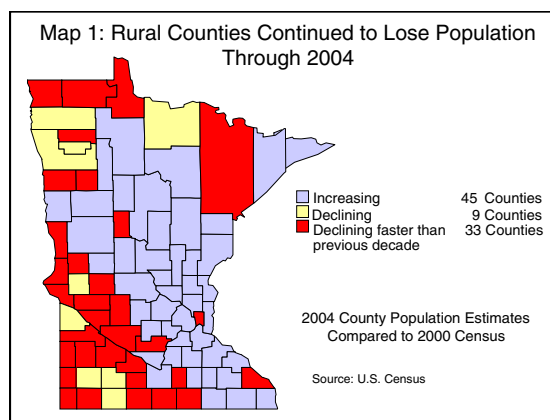 Map 1: Rural Counties Continued to Lose Population
Through 2004
Increasing 45 Counties
Declining 9 Counties
Declining faster than 33 Counties
previous decade
2004 County Population Estimates
Compared to 2000 Census
Source: U.S. Census